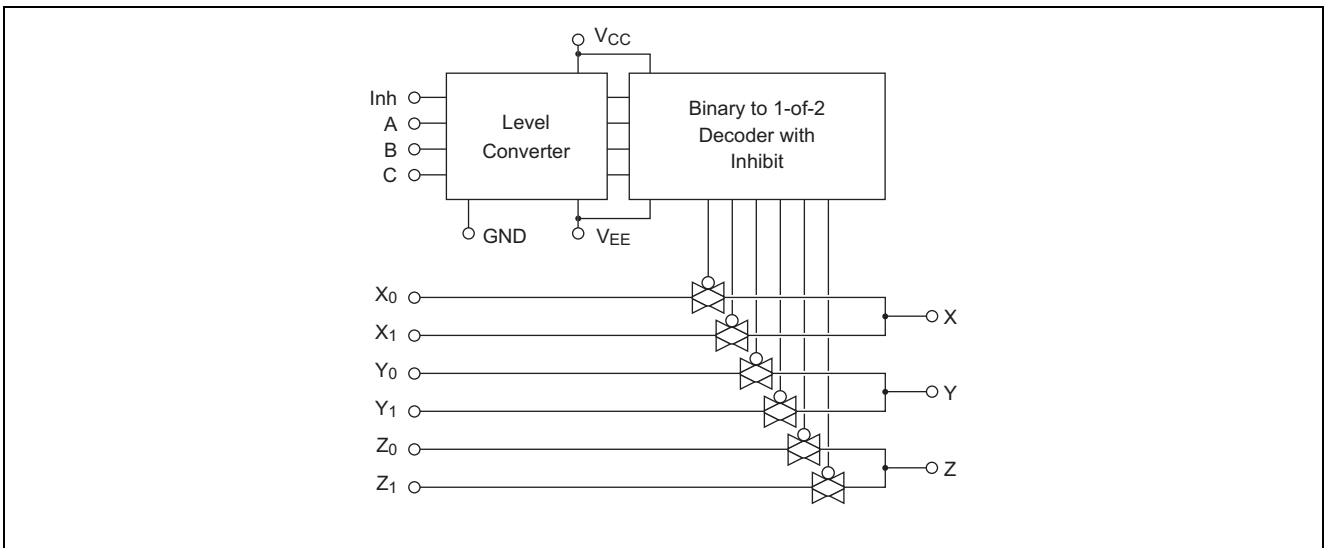 VCC
Inh
A
B
C
Level
Converter
Binary to 1-of-2
Decoder with
Inhibit
GND
VEE
X0
X1
X
Y0
Y1
Y
Z0
Z1
Z